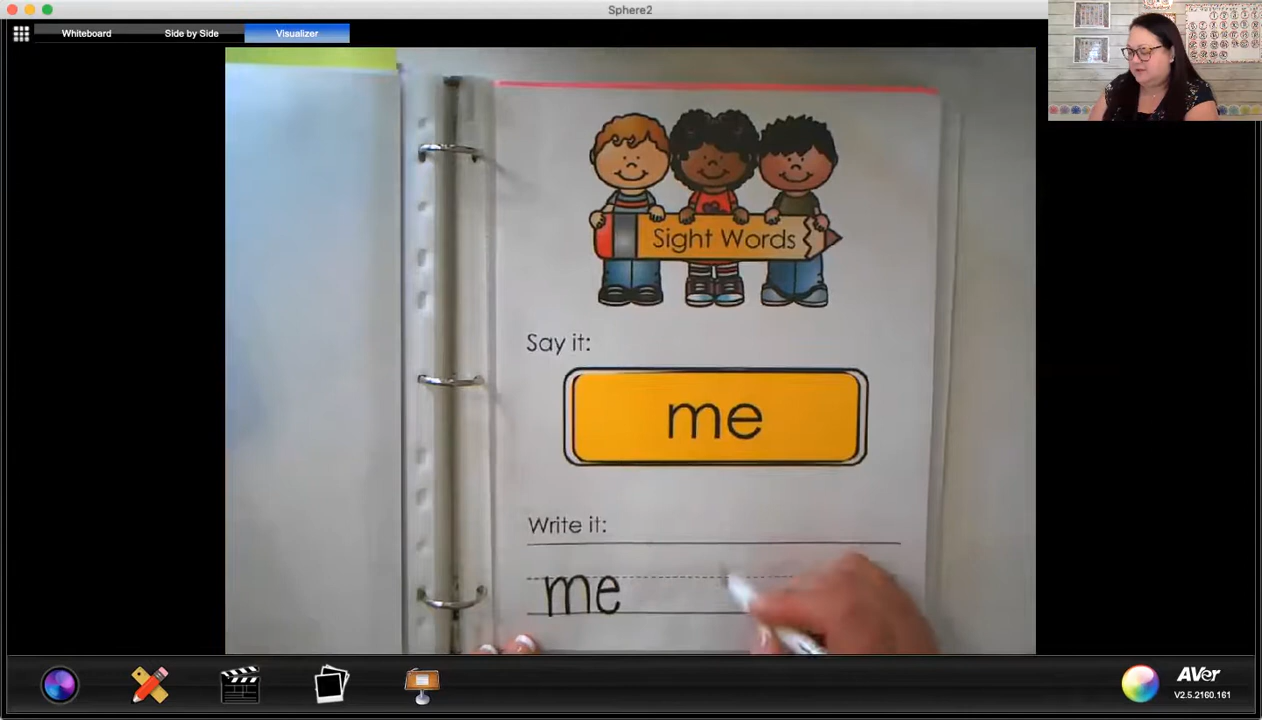 Sphere2
Whiteboard
Side by Side
Visualizer
Sight Words
Say it:
me
Write it:
me
AVer
V2.5.2160.161